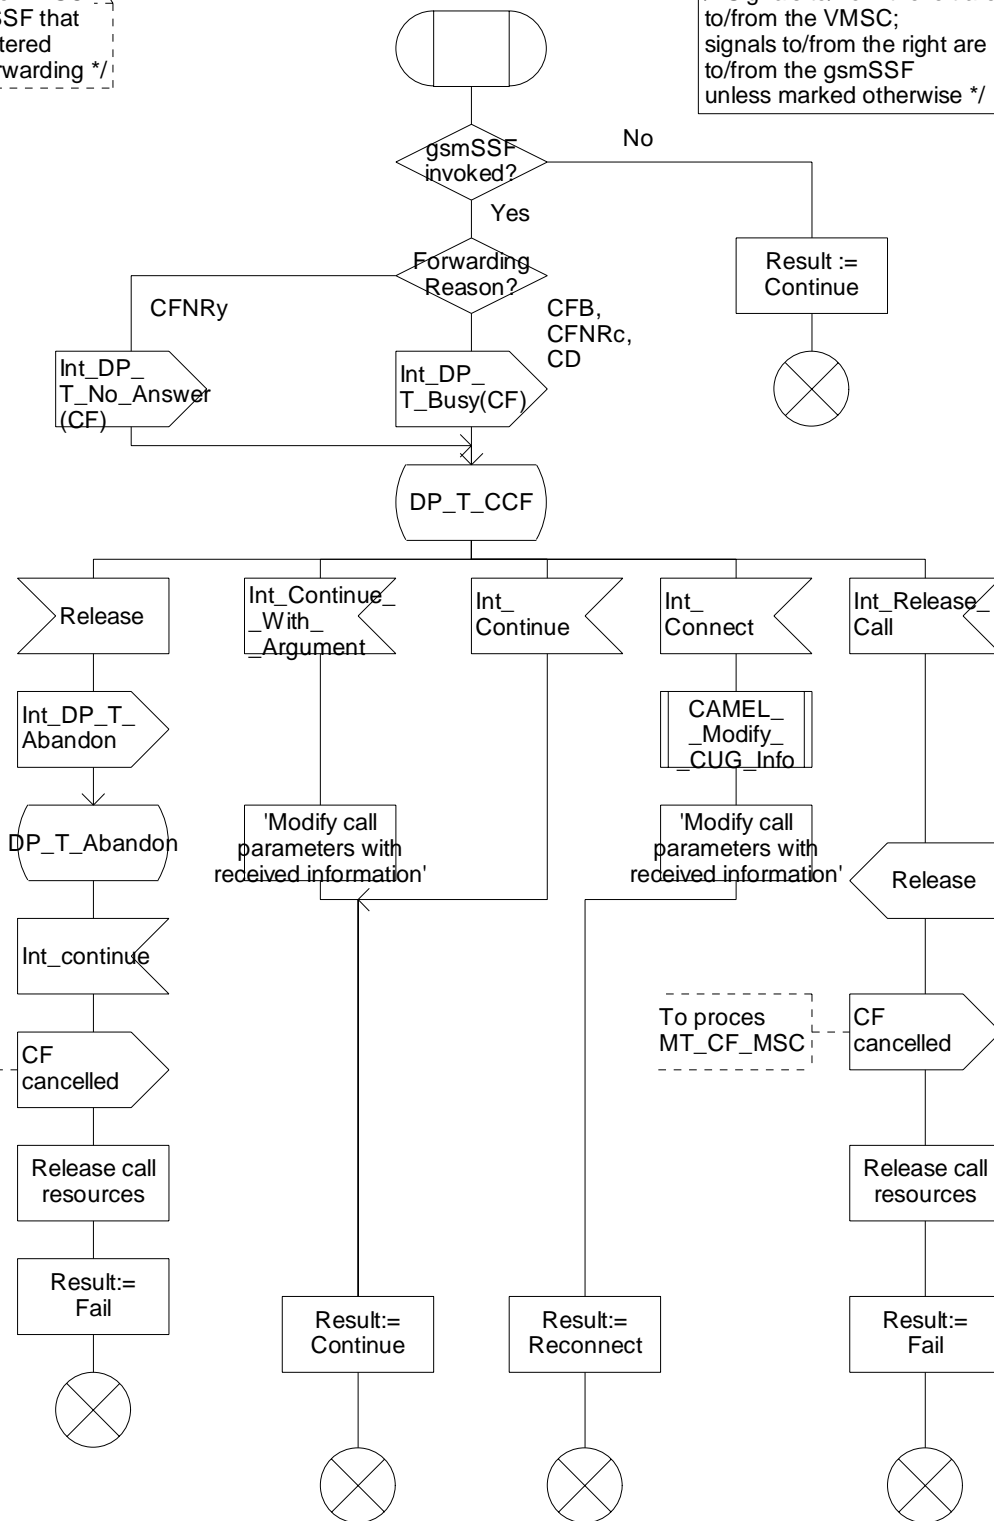 SSF that
tered
rwarding */
to/from the VMSC;
signals to/from the right are
to/from the gsmSSF
unless marked otherwise */
gsmSSF
invoked?
No
Yes
Forwarding
Reason?
Result :=
Continue
CFNRy
CFB,
CFNRc,
CD
Int_DP_
T_No_Answer
(CF)
Int_DP_
T_Busy(CF)
DP_T_CCF
Release
Int_Continue_
_With_
_Argument
Int_
Continue
Int_
Connect
Int_Release_
Call
Int_DP_T_
Abandon
CAMEL_
_Modify_
_CUG_Info
DP_T_Abandon
'Modify call
parameters with
received information'
'Modify call
parameters with
received information'
Release
Int_continue
To proces
MT_CF_MSC
CF
cancelled
CF
cancelled
Release call
resources
Release call
resources
Result:=
Fail
Result:=
Continue
Result:=
Reconnect
Result:=
Fail